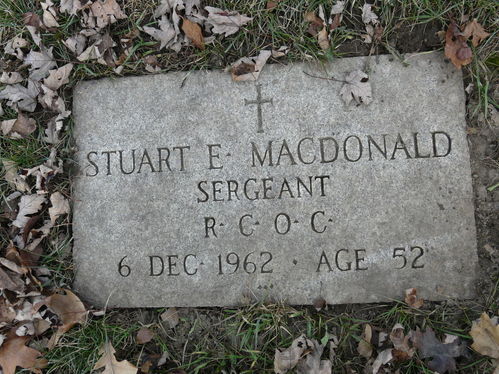 STUART E· MACDONALD
SERGEANT
R·C·O·C·
6 DEC· 1962 · AGE 52